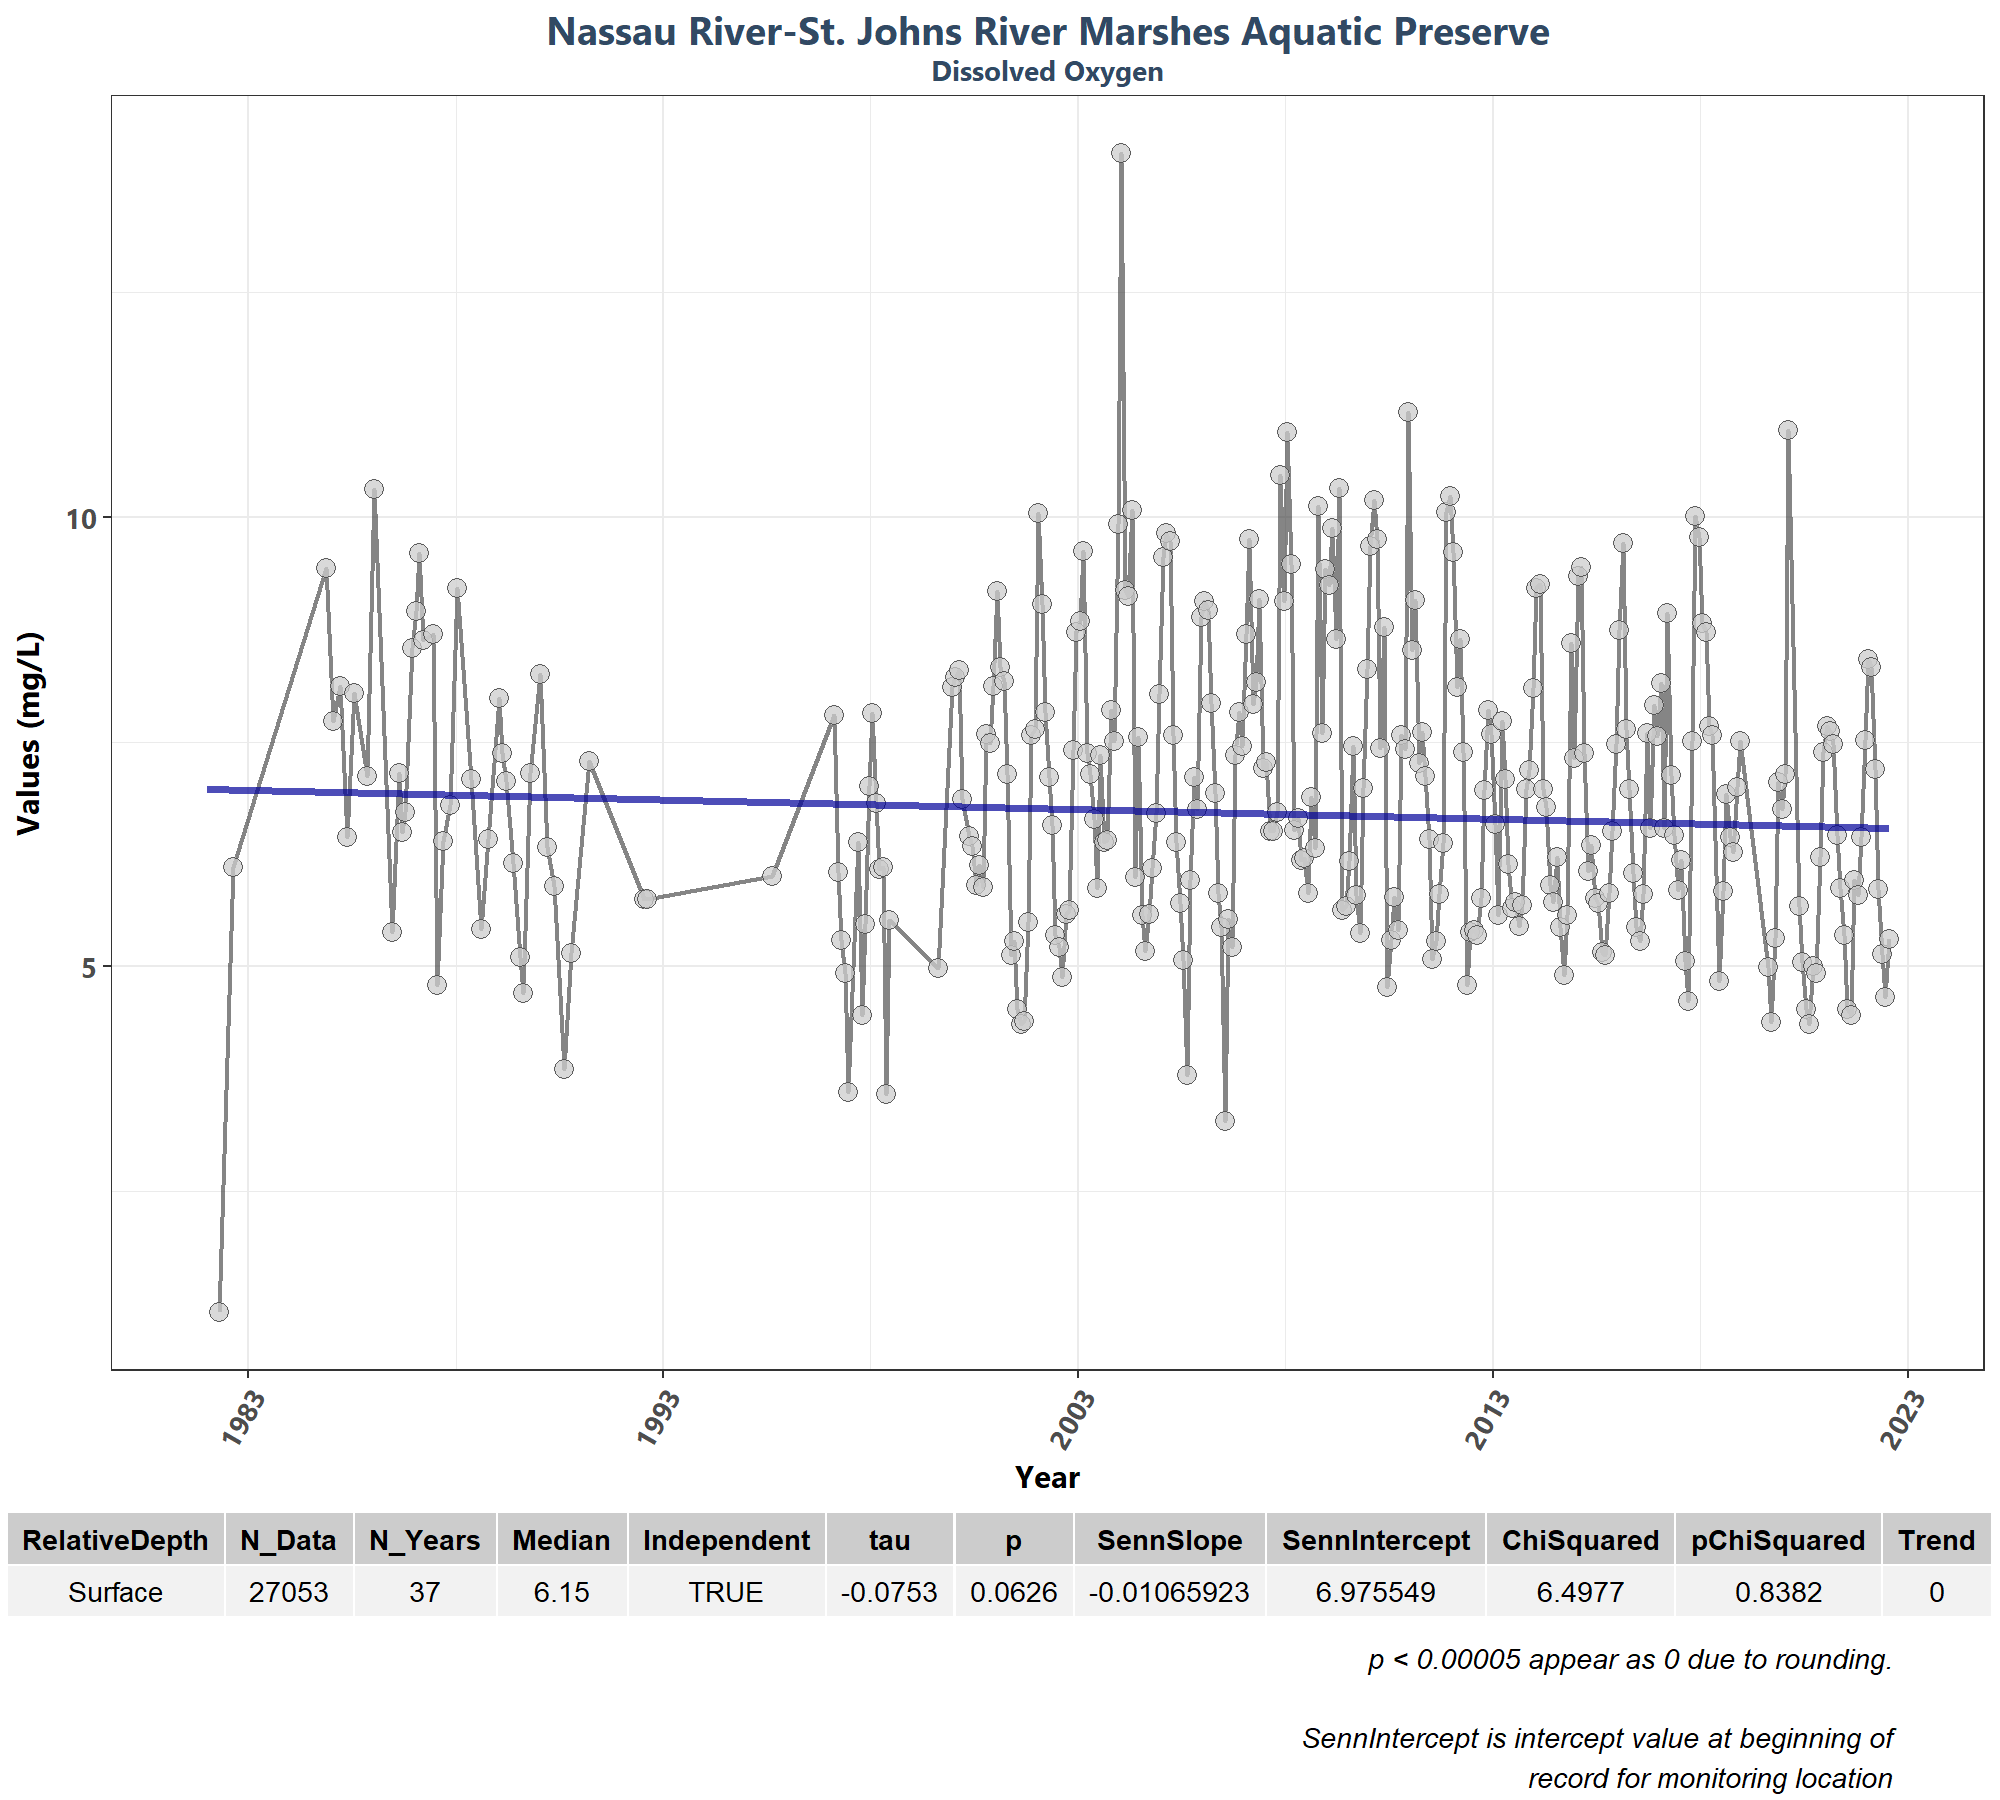 Nassau River-St. Johns River Marshes Aquatic Preserve
Dissolved Oxygen
Values (mg/L)
10
5
1983
1993
2003
2013
2023
Year
RelativeDepth N_Data N_Years Median Independent tau p SennSlope SennIntercept ChiSquared pChiSquared Trend
Surface 27053 37 6.15 TRUE -0.0753 0.0626 -0.01065923 6.975549 6.4977 0.8382 0
p < 0.00005 appear as 0 due to rounding.
SennIntercept is intercept value at beginning of
record for monitoring location